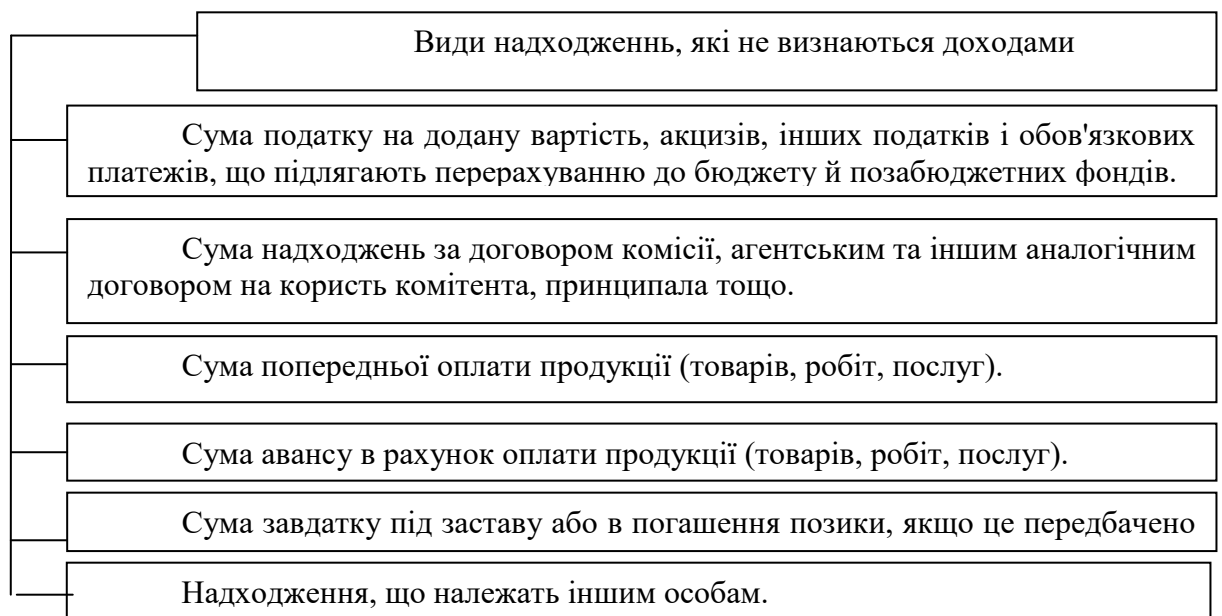 Види надходженнь, які не визнаються доходами
Сума податку на додану вартість, акцизів, інших податків і обов'язкових
платежів, що підлягають перерахуванню до бюджету й позабюджетних фондів.
Сума надходжень за договором комісії, агентським та іншим аналогічним
договором на користь комітента, принципала тощо.
Сума попередньої оплати продукції (товарів, робіт, послуг).
Сума авансу в рахунок оплати продукції (товарів, робіт, послуг).
Сума завдатку під заставу або в погашення позики, якщо це передбачено
Надходження, що належать іншим особам.